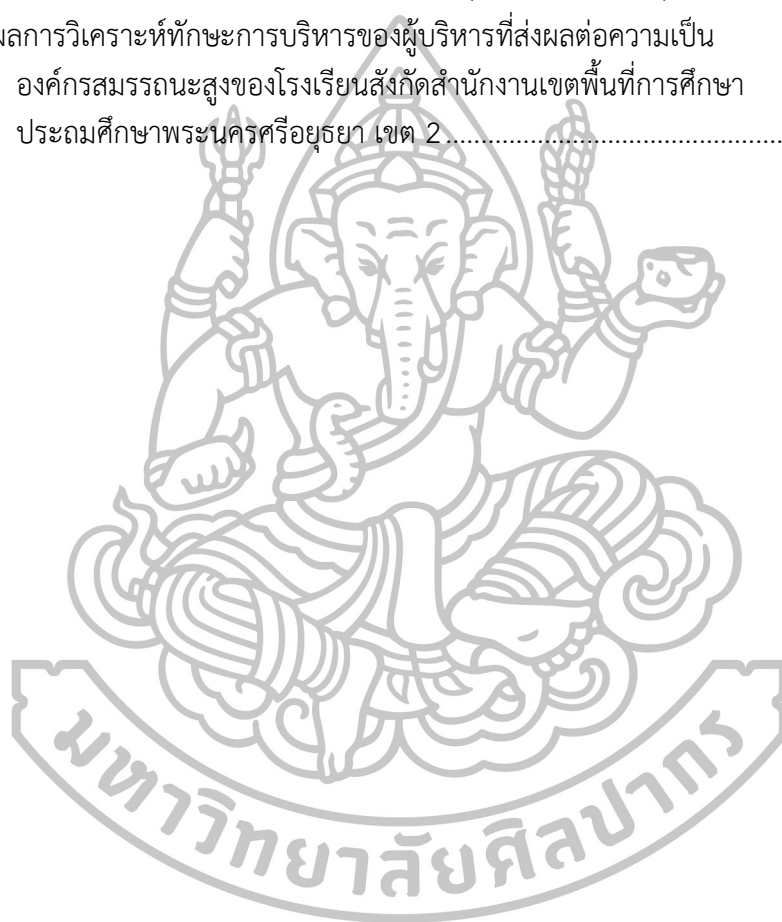 ผลการวิเคราะห์ทักษะการบริหารของผู้บริหารที่ส่งผลต่อความเป็น
องค์กรสมรรถนะสูงของโรงเรียนสังกัดสำนักงานเขตพื้นที่การศึกษา
ประถมศึกษาพระนครศรีอยุธยา เขต 2.............................................
มหาวิทยาลัยศิลปากร